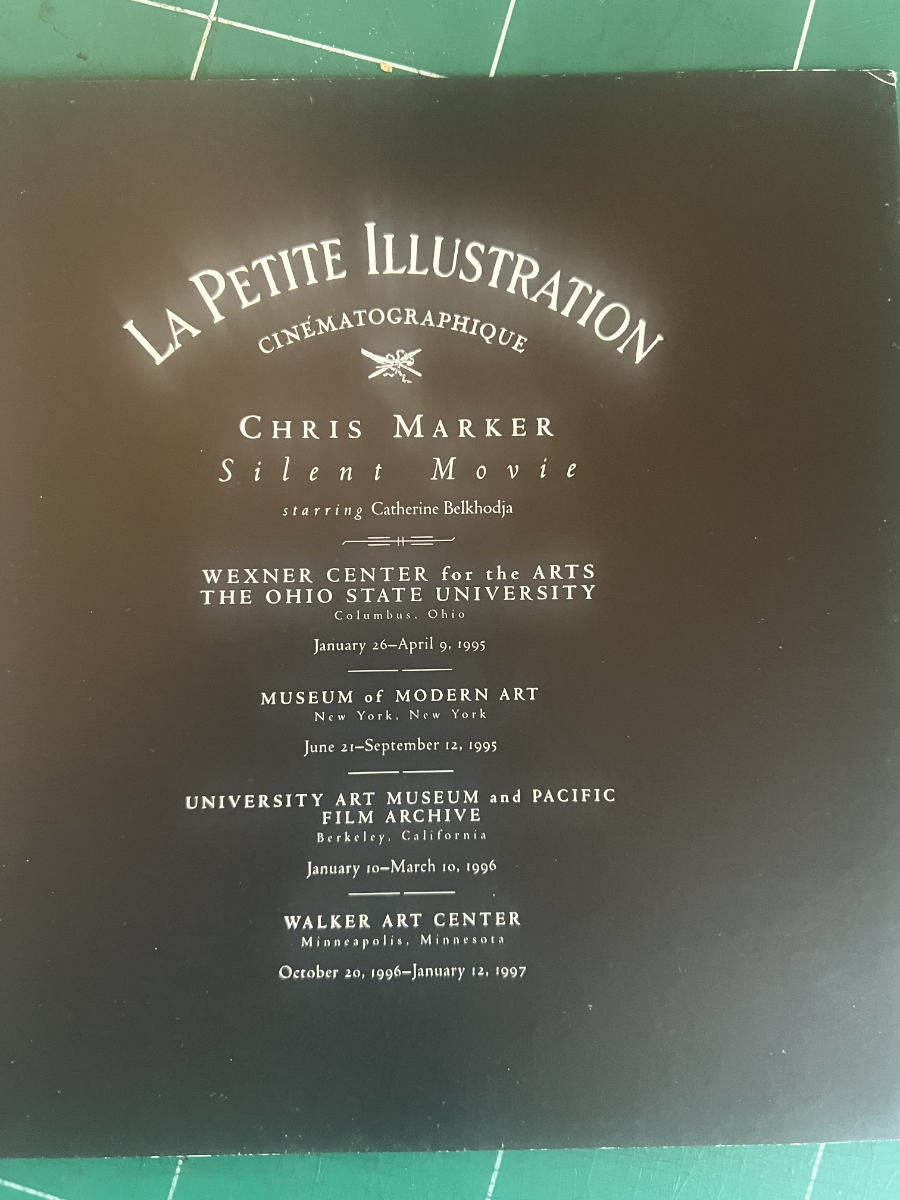 LA PETITE ILLUSTRATION
CINÉMATOGRAPHIQUE
CHRIS MARKER
Silent Movie
starring Catherine Belkhodja
WEXNER CENTER for the ARTS
THE OHIO STATE UNIVERSITY
Columbus, Ohio
January 26–April 9, 1995
MUSEUM of MODERN ART
New York, New York
June 21–September 12, 1995
UNIVERSITY ART MUSEUM and PACIFIC
FILM ARCHIVE
Berkeley, California
January 10–March 10, 1996
WALKER ART CENTER
Minneapolis, Minnesota
October 20, 1996–January 12, 1997